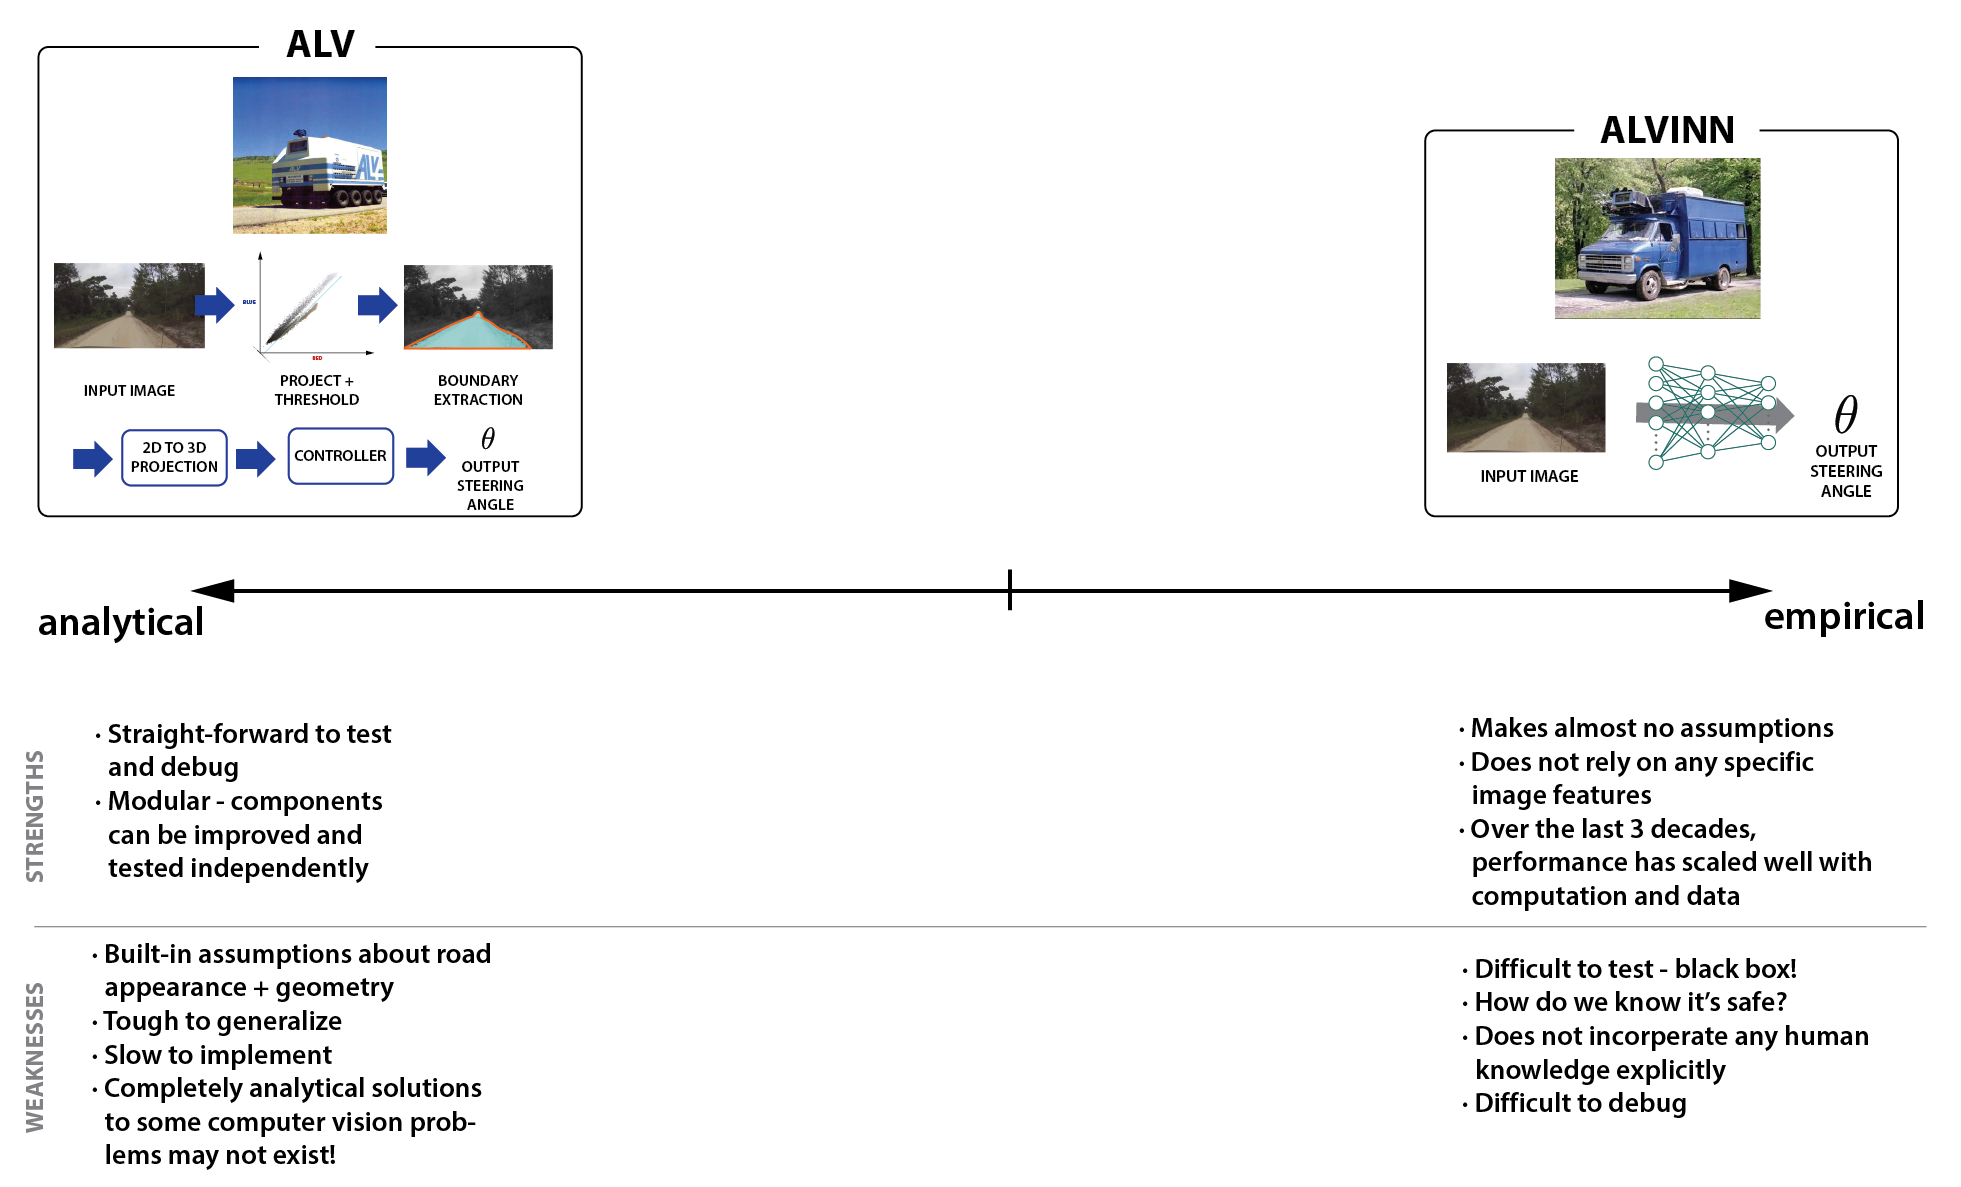 ALV
ALV
ALV
BLUE
RED
INPUT IMAGE
PROJECT +
THRESHOLD
BOUNDARY
EXTRACTION
2D TO 3D
PROJECTION
CONTROLLER
θ
OUTPUT
STEERING
ANGLE
ALVINN
INPUT IMAGE
θ
OUTPUT
STEERING
ANGLE
analytical
empirical
STRENGTHS
· Straight-forward to test
and debug
· Modular - components
can be improved and
tested independently
· Makes almost no assumptions
· Does not rely on any specific
image features
· Over the last 3 decades,
performance has scaled well with
computation and data
WEAKNESSES
· Built-in assumptions about road
appearance + geometry
· Tough to generalize
· Slow to implement
· Completely analytical solutions
to some computer vision prob-
lems may not exist!
· Difficult to test - black box!
· How do we know it’s safe?
· Does not incorperate any human
knowledge explicitly
· Difficult to debug